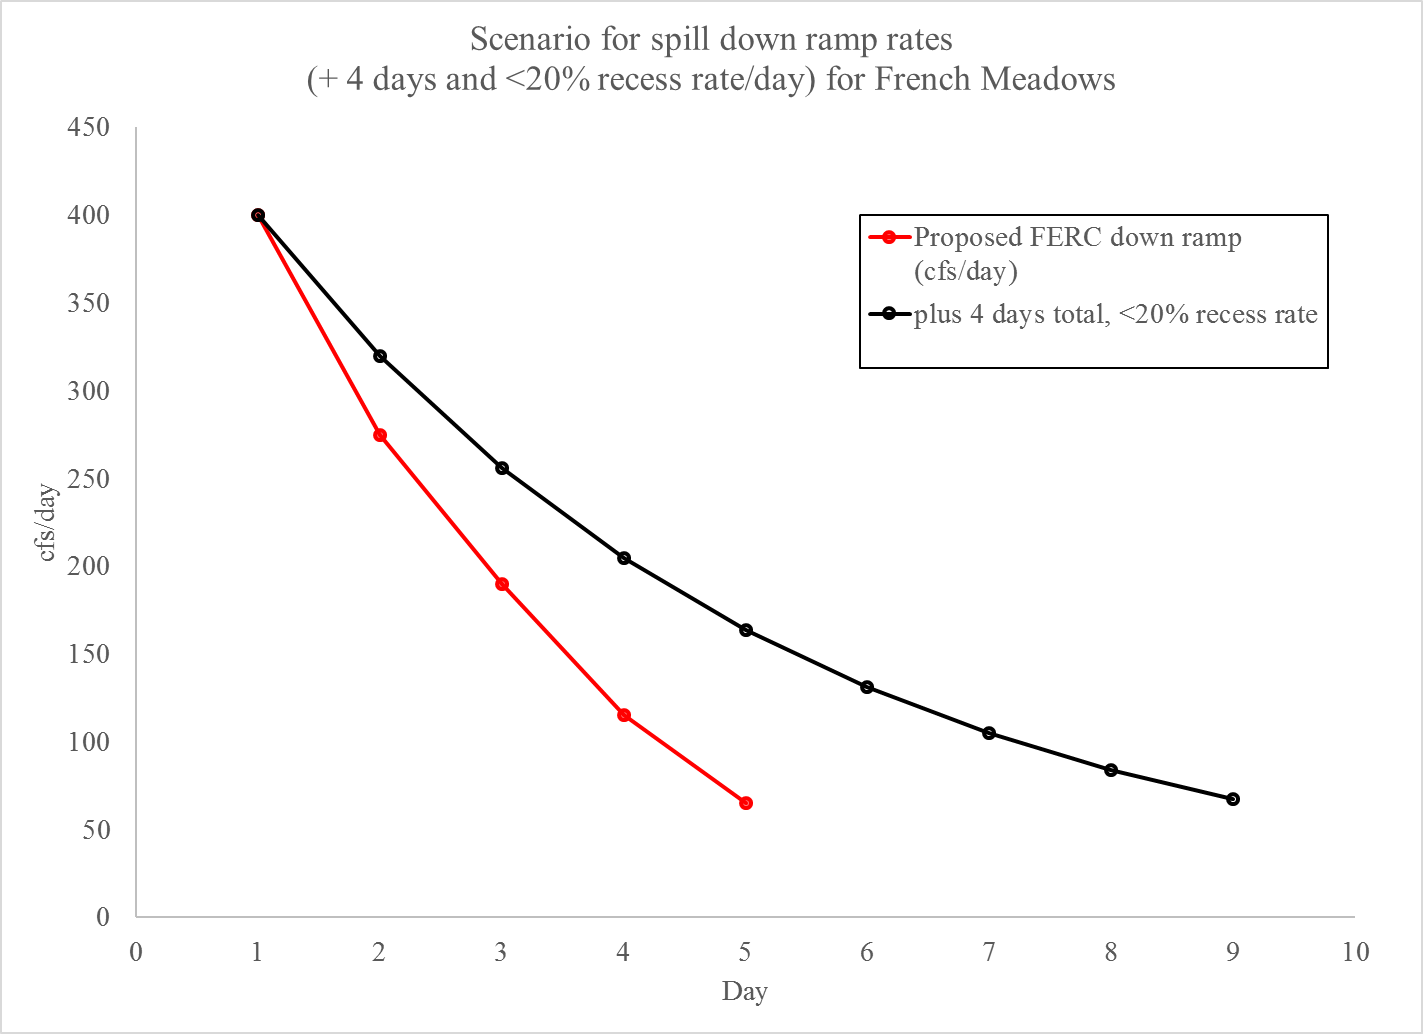 Scenario for spill down ramp rates
(+ 4 days and <20% recess rate/day) for French Meadows
450
400
350
300
250
200
150
100
50
0
cfs/day
Proposed FERC down ramp
(cfs/day)
plus 4 days total, <20% recess rate
0 1 2 3 4 5 6 7 8 9 10
Day